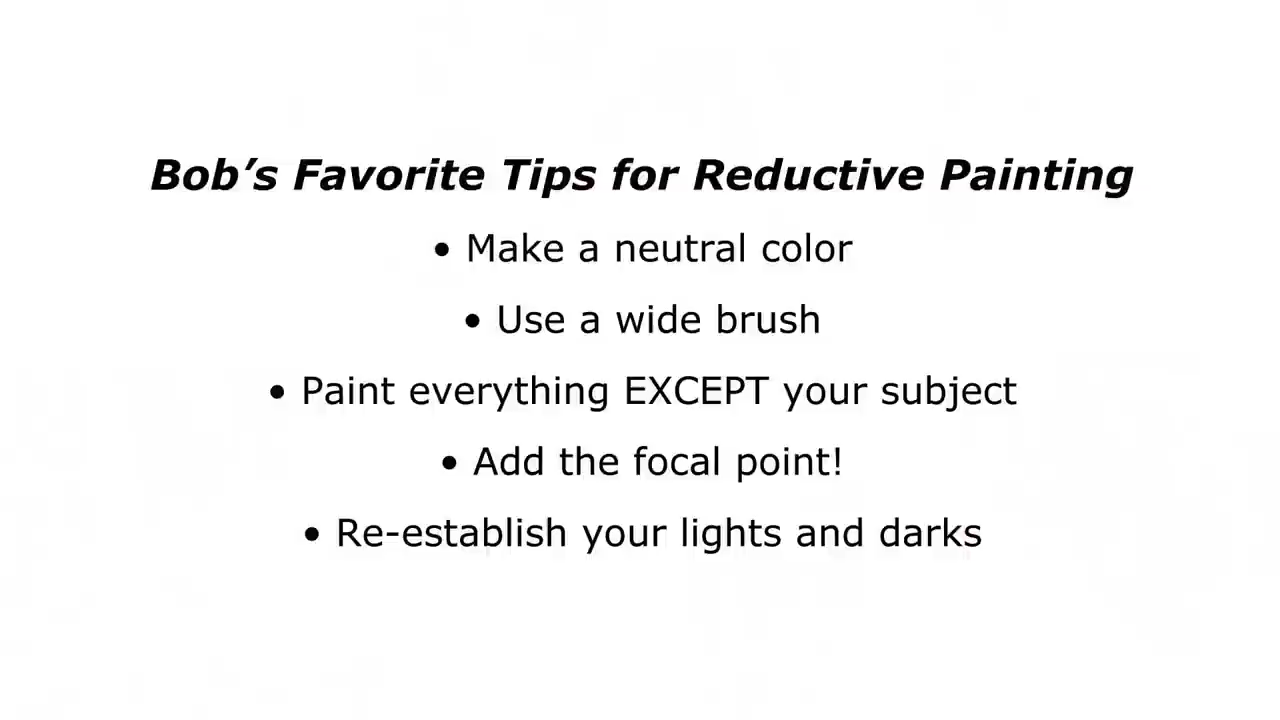 Bob’s Favorite Tips for Reductive Painting
• Make a neutral color
• Use a wide brush
• Paint everything EXCEPT your subject
• Add the focal point!
• Re-establish your lights and darks